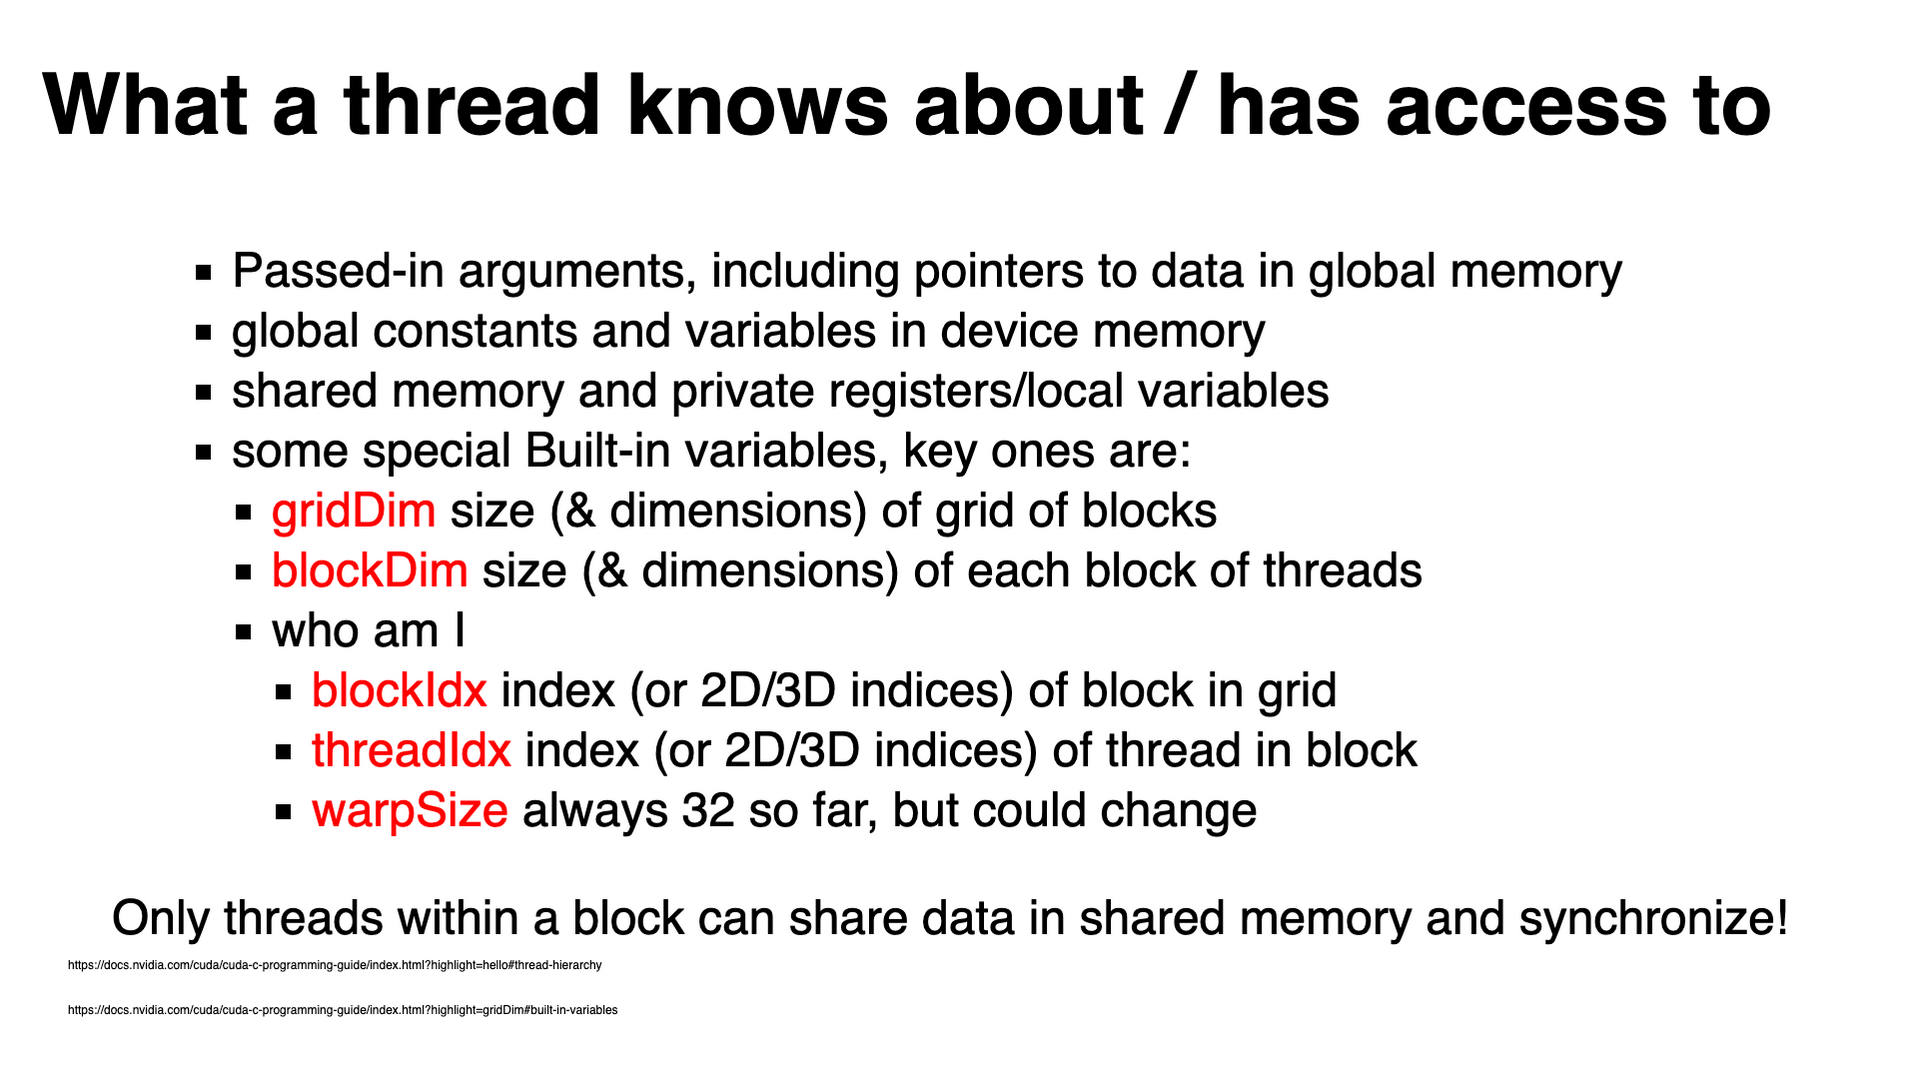 What a thread knows about / has access to
▪ Passed-in arguments, including pointers to data in global memory
▪ global constants and variables in device memory
▪ shared memory and private registers/local variables
▪ some special Built-in variables, key ones are:
▪ gridDim size (& dimensions) of grid of blocks
▪ blockDim size (& dimensions) of each block of threads
▪ who am I
▪ blockIdx index (or 2D/3D indices) of block in grid
▪ threadIdx index (or 2D/3D indices) of thread in block
▪ warpSize always 32 so far, but could change
Only threads within a block can share data in shared memory and synchronize!
https://docs.nvidia.com/cuda/cuda-c-programming-guide/index.html?highlight=hello#thread-hierarchy
https://docs.nvidia.com/cuda/cuda-c-programming-guide/index.html?highlight=gridDim#built-in-variables